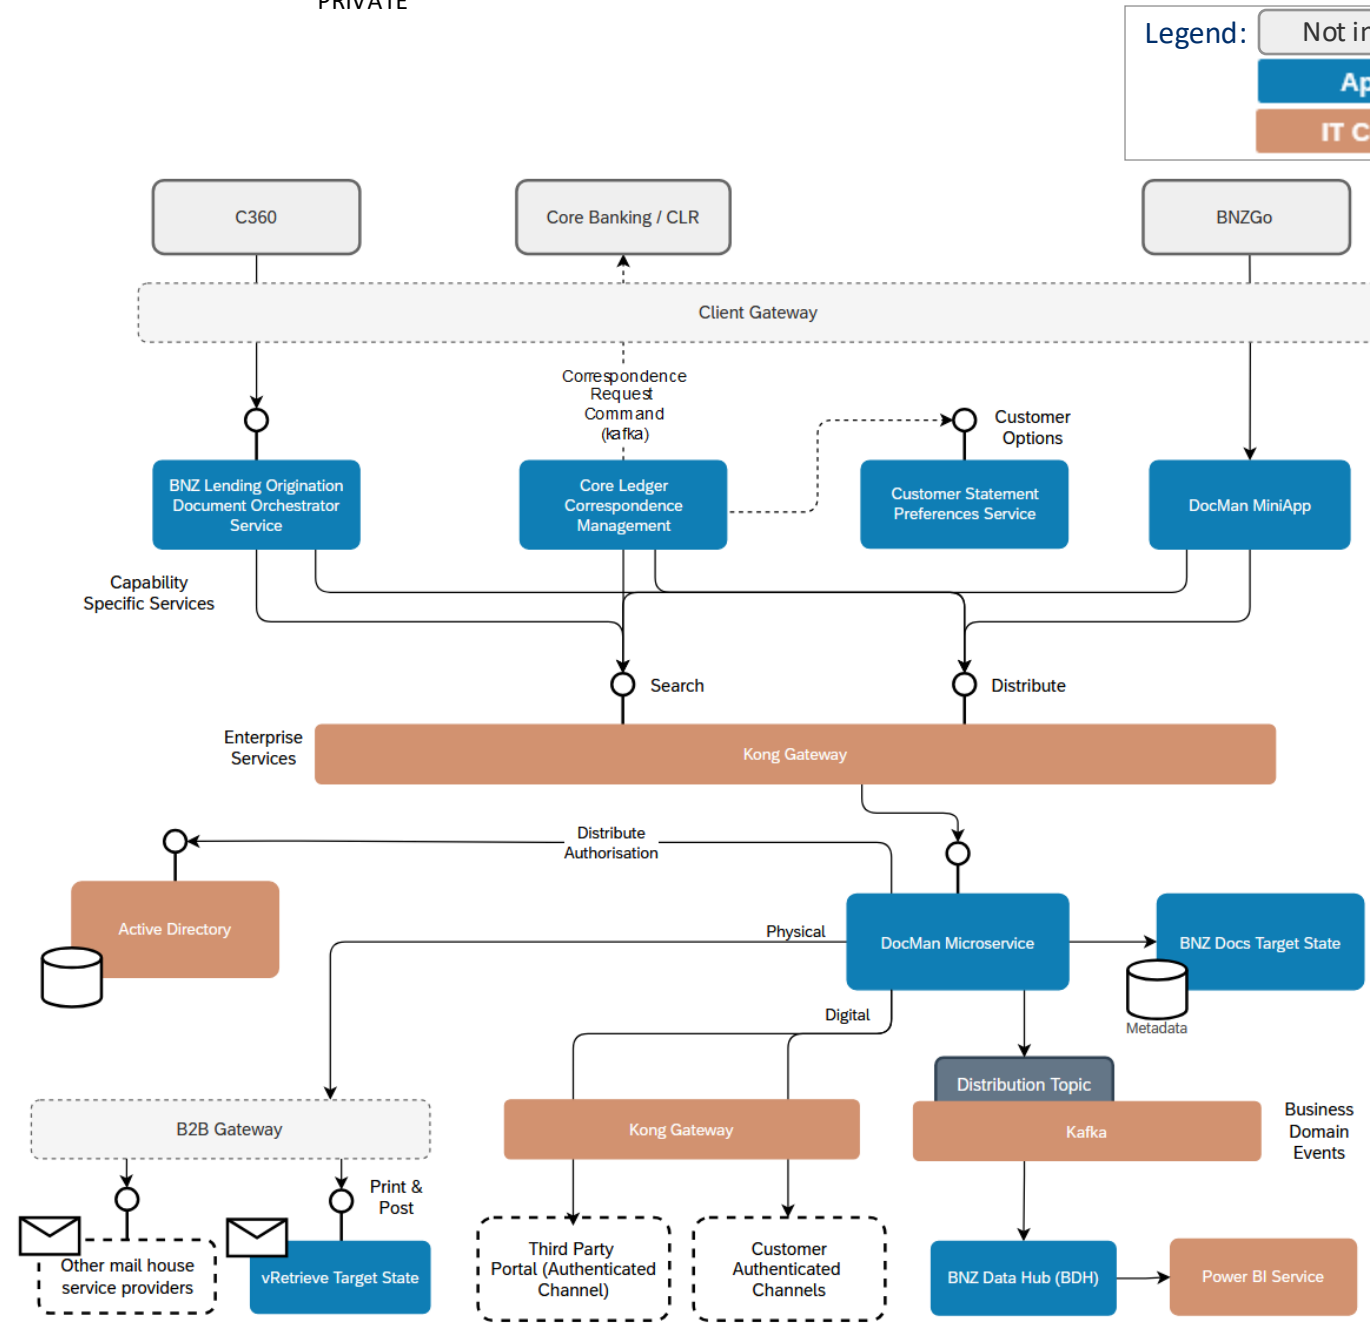 PRIVATE
Legend:
Not in
Ap
IT C
C360
Core Banking / CLR
BNZGo
Client Gateway
Correspondence
Request
Command
(kafka)
Customer
Options
BNZ Lending Origination
Document Orchestrator
Service
Core Ledger
Correspondence
Management
Customer Statement
Preferences Service
DocMan MiniApp
Capability
Specific Services
Search
Distribute
Enterprise
Services
Kong Gateway
Distribute
Authorisation
Active Directory
Physical
DocMan Microservice
BNZ Docs Target State
Metadata
Digital
Distribution Topic
B2B Gateway
Kong Gateway
Kafka
Business
Domain
Events
Print &
Post
Other mail house
service providers
vRetrieve Target State
Third Party
Portal (Authenticated
Channel)
Customer
Authenticated
Channels
BNZ Data Hub (BDH)
Power BI Service